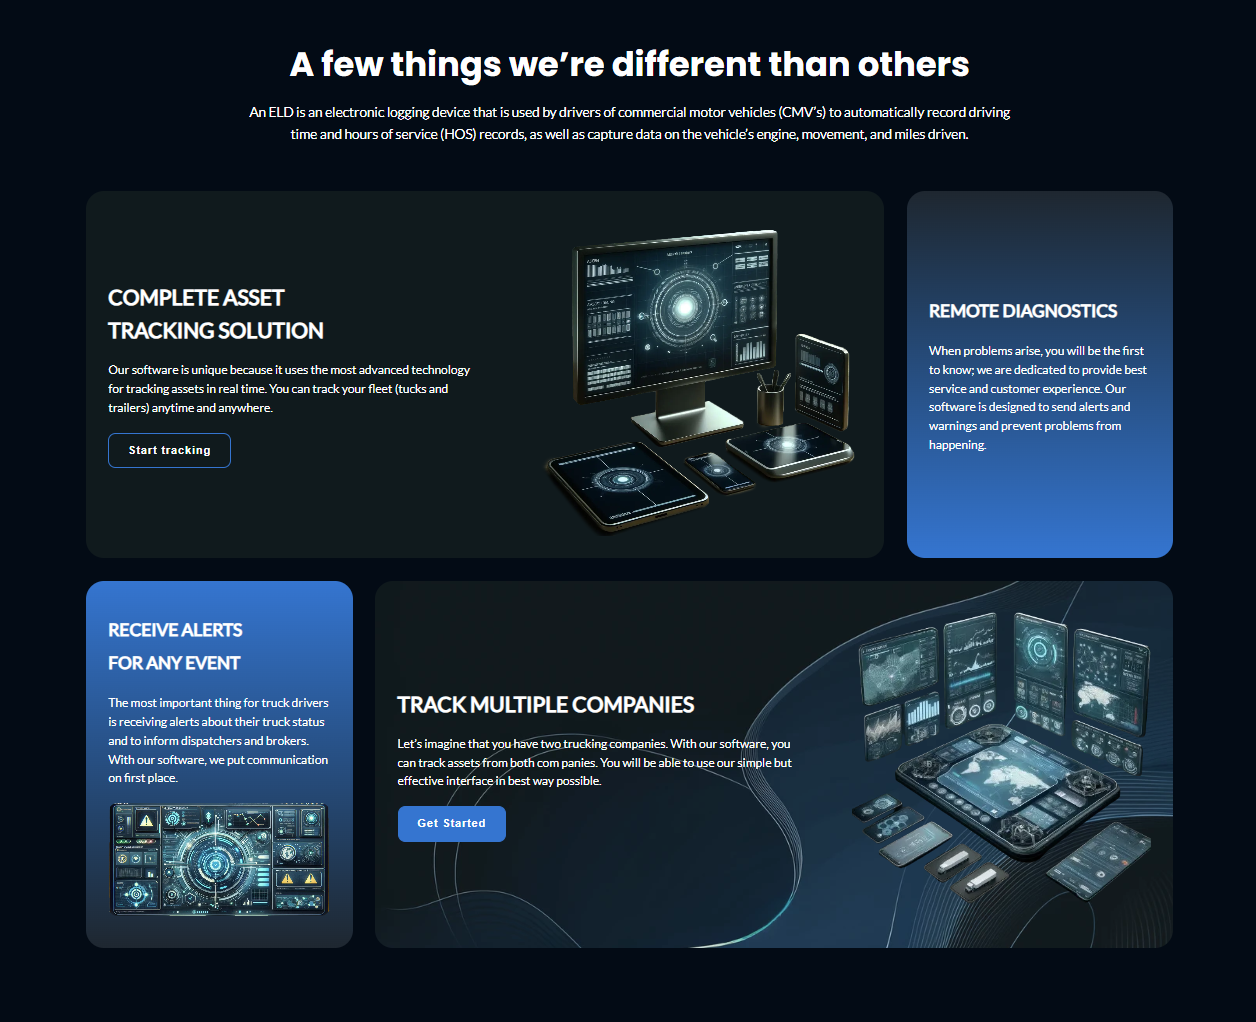 A few things we’re different than others
An ELD is an electronic logging device that is used by drivers of commercial motor vehicles (CMV’s) to automatically record driving
time and hours of service (HOS) records, as well as capture data on the vehicle’s engine, movement, and miles driven.
COMPLETE ASSET
TRACKING SOLUTION
Our software is unique because it uses the most advanced technology
for tracking assets in real time. You can track your fleet (tucks and
trailers) anytime and anywhere.
Start tracking
REMOTE DIAGNOSTICS
When problems arise, you will be the first
to know; we are dedicated to provide best
service and customer experience. Our
software is designed to send alerts and
warnings and prevent problems from
happening.
RECEIVE ALERTS
FOR ANY EVENT
The most important thing for truck drivers
is receiving alerts about their truck status
and to inform dispatchers and brokers.
With our software, we put communication
on first place.
TRACK MULTIPLE COMPANIES
Let’s imagine that you have two trucking companies. With our software, you
can track assets from both com panies. You will be able to use our simple but
effective interface in best way possible.
Get Started